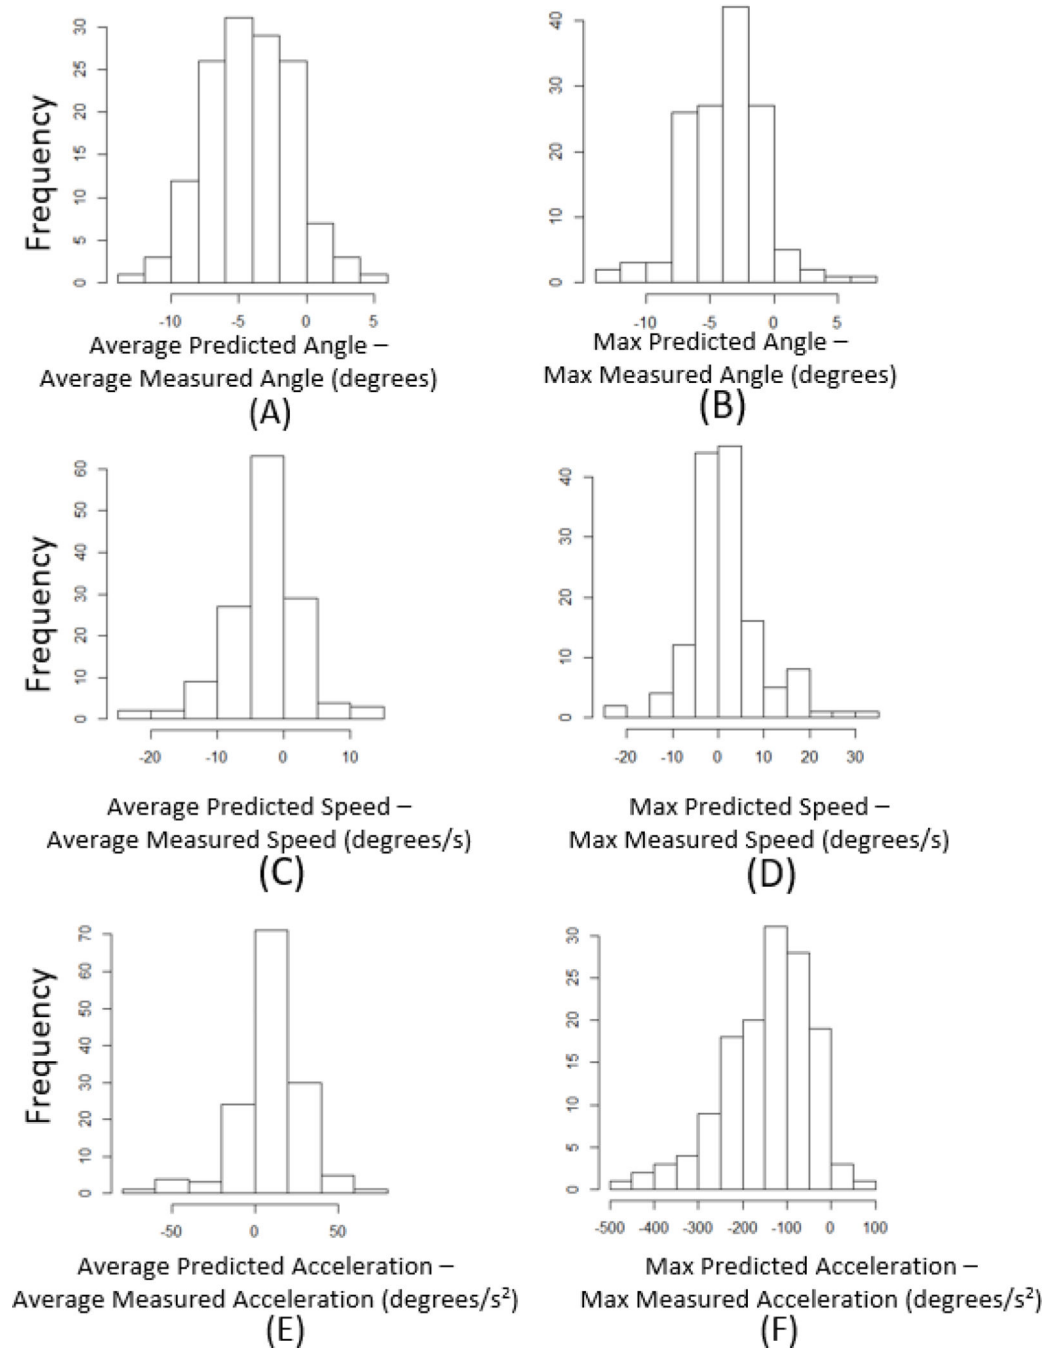 Frequency
0 5 10 15 20 25 30
-10 -5 0 5
Average Predicted Angle –
Average Measured Angle (degrees)
(A)
0 10 20 30 40
-10 -5 0 5
Max Predicted Angle –
Max Measured Angle (degrees)
(B)
Frequency
0 10 20 30 40 50 60
-20 -10 0 10
Average Predicted Speed –
Average Measured Speed (degrees/s)
(C)
0 10 20 30 40
-20 -10 0 10 20 30
Max Predicted Speed –
Max Measured Speed (degrees/s)
(D)
Frequency
0 10 20 30 40 50 60 70
-50 0 50
Average Predicted Acceleration –
Average Measured Acceleration (degrees/s²)
(E)
0 5 10 15 20 25 30
-500 -400 -300 -200 -100 0 100
Max Predicted Acceleration –
Max Measured Acceleration (degrees/s²)
(F)